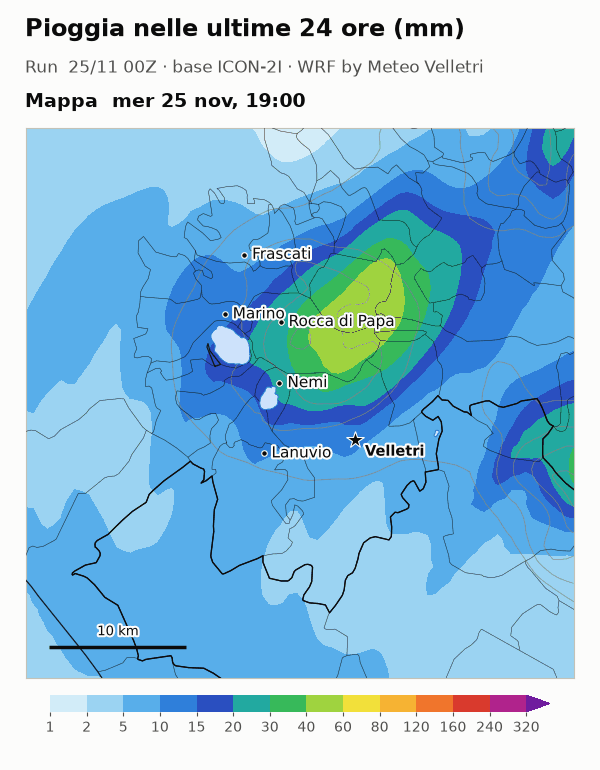 Pioggia nelle ultime 24 ore (mm)
Run  25/11 00Z · base ICON-2I · WRF by Meteo Velletri
Mappa  mer 25 nov, 19:00
Frascati
Marino
Rocca di Papa
Nemi
Velletri
Lanuvio
10 km
1 2 5 10 15 20 30 40 60 80 120 160 240 320